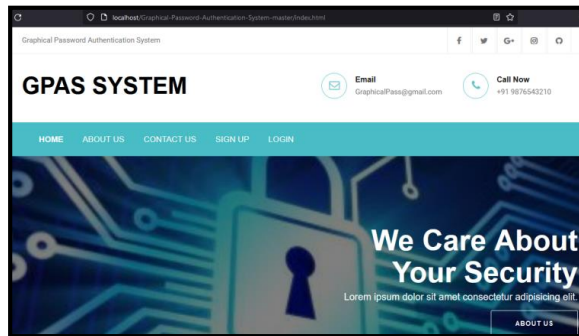 localhost/Graphical-Password-Authentication-System-master/index.html
Graphical Password Authentication System
f G+
GPAS SYSTEM
Email
GraphicalPass@gmail.com
Call Now
+91 9876543210
HOME ABOUT US CONTACT US SIGN UP LOGIN
We Care About
Your Security
Lorem ipsum dolor sit amet consectetur adipisicing elit.
ABOUT US